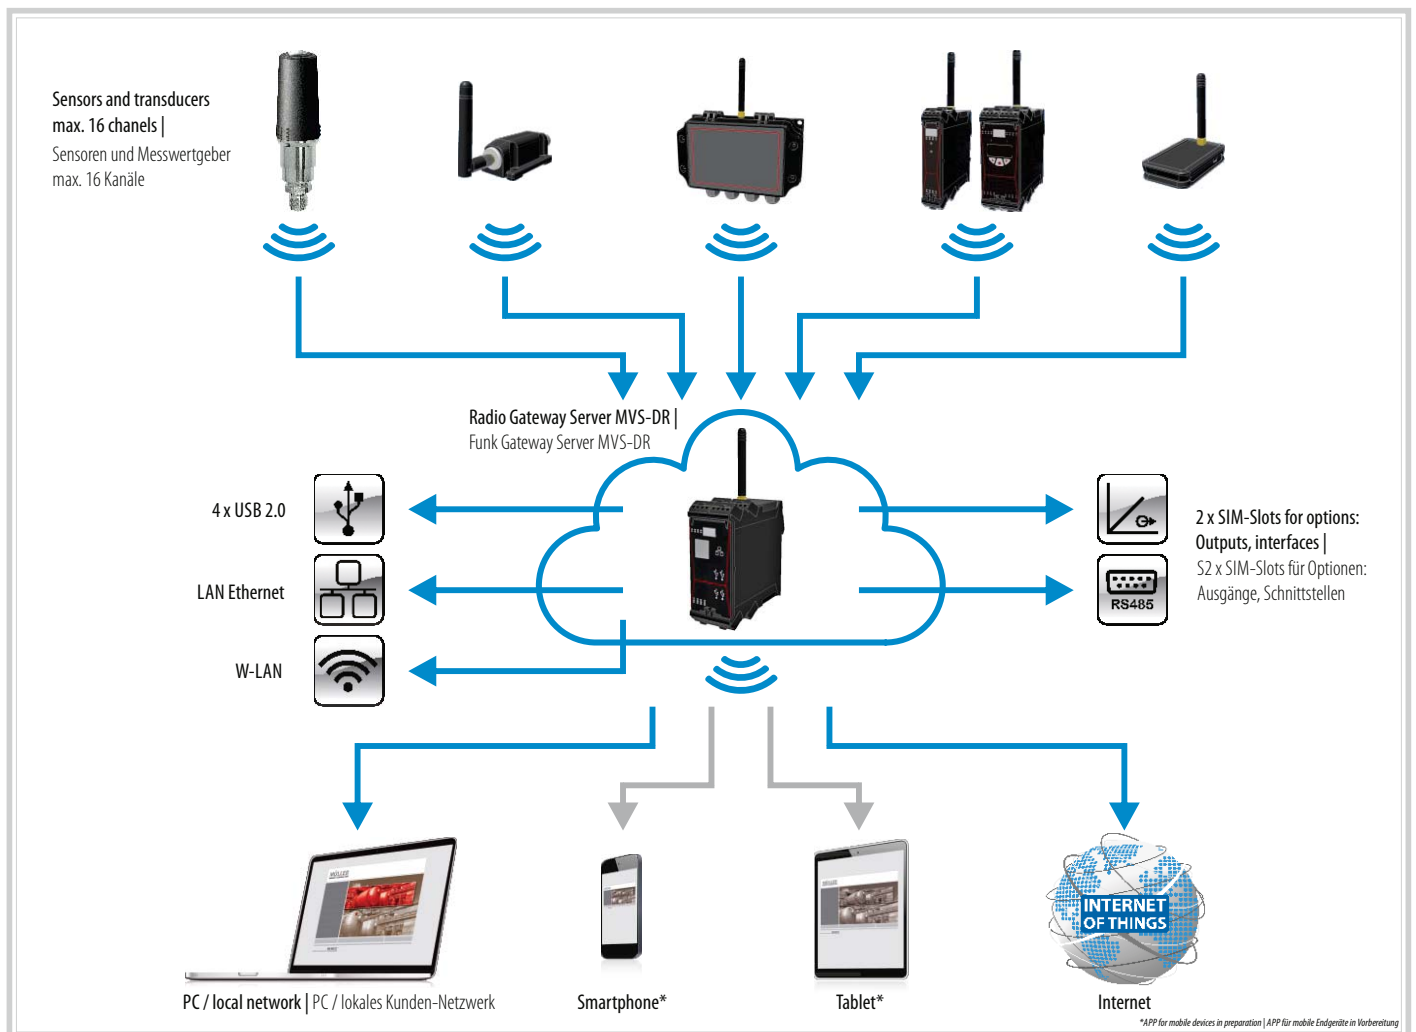 Sensors and transducers
max. 16 chanels |
Sensoren und Messwertgeber
max. 16 Kanäle
Radio Gateway Server MVS-DR |
Funk Gateway Server MVS-DR
4 x USB 2.0
LAN Ethernet
W-LAN
2 x SIM-Slots for options:
Outputs, interfaces |
S2 x SIM-Slots für Optionen:
Ausgänge, Schnittstellen
RS485
INTERNET
OF THINGS
PC / local network | PC / lokales Kunden-Netzwerk
Smartphone*
Tablet*
Internet
*APP for mobile devices in preparation | APP für mobile Endgeräte in Vorbereitung